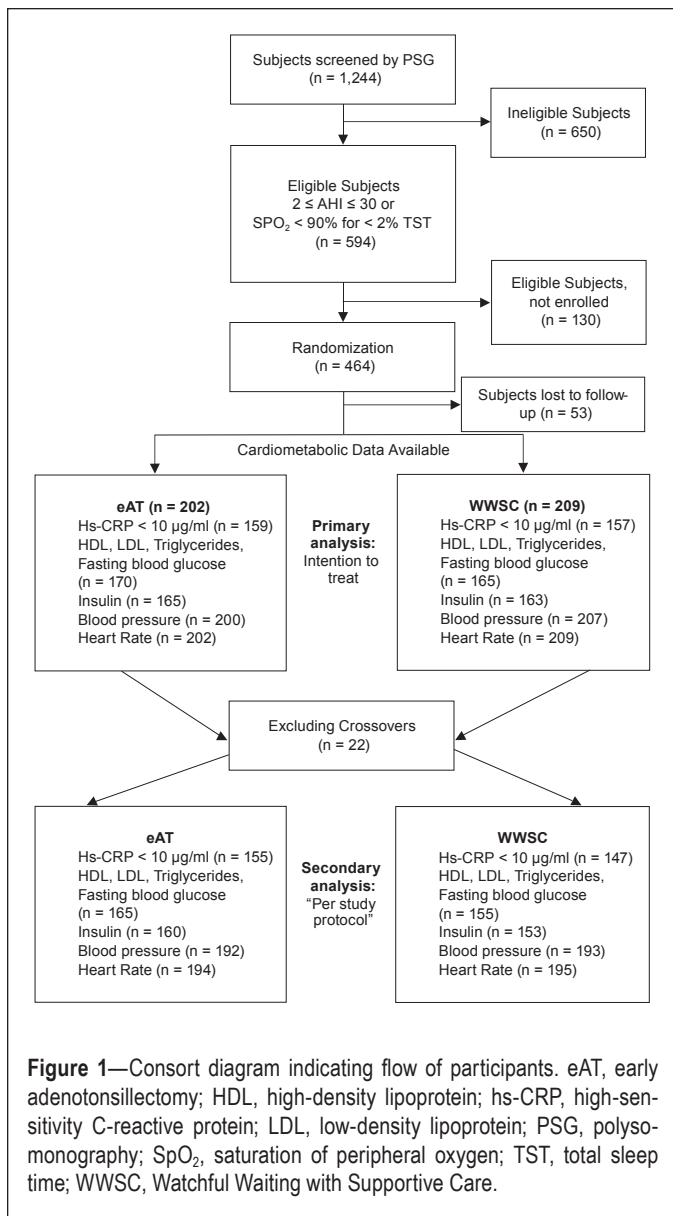 Subjects screened by PSG
(n = 1,244)
Ineligible Subjects
(n = 650)
Eligible Subjects
2 ≤ AHI ≤ 30 or
SPO₂ < 90% for < 2% TST
(n = 594)
Eligible Subjects,
not enrolled
(n = 130)
Randomization
(n = 464)
Subjects lost to follow-
up (n = 53)
Cardiometabolic Data Available
eAT (n = 202)
Hs-CRP < 10 µg/ml (n = 159)
HDL, LDL, Triglycerides,
Fasting blood glucose
(n = 170)
Insulin (n = 165)
Blood pressure (n = 200)
Heart Rate (n = 202)
Primary
analysis:
Intention to
treat
WWSC (n = 209)
Hs-CRP < 10 µg/ml (n = 157)
HDL, LDL, Triglycerides,
Fasting blood glucose
(n = 165)
Insulin (n = 163)
Blood pressure (n = 207)
Heart Rate (n = 209)
Excluding Crossovers
(n = 22)
eAT
Hs-CRP < 10 µg/ml (n = 155)
HDL, LDL, Triglycerides,
Fasting blood glucose
(n = 165)
Insulin (n = 160)
Blood pressure (n = 192)
Heart Rate (n = 194)
Secondary
analysis:
“Per study
protocol”
WWSC
Hs-CRP < 10 µg/ml (n = 147)
HDL, LDL, Triglycerides,
Fasting blood glucose
(n = 155)
Insulin (n = 153)
Blood pressure (n = 193)
Heart Rate (n = 195)
Figure 1—Consort diagram indicating flow of participants. eAT, early
adenotonsillectomy; HDL, high-density lipoprotein; hs-CRP, high-sen-
sitivity C-reactive protein; LDL, low-density lipoprotein; PSG, polyso-
monography; SpO₂, saturation of peripheral oxygen; TST, total sleep
time; WWSC, Watchful Waiting with Supportive Care.